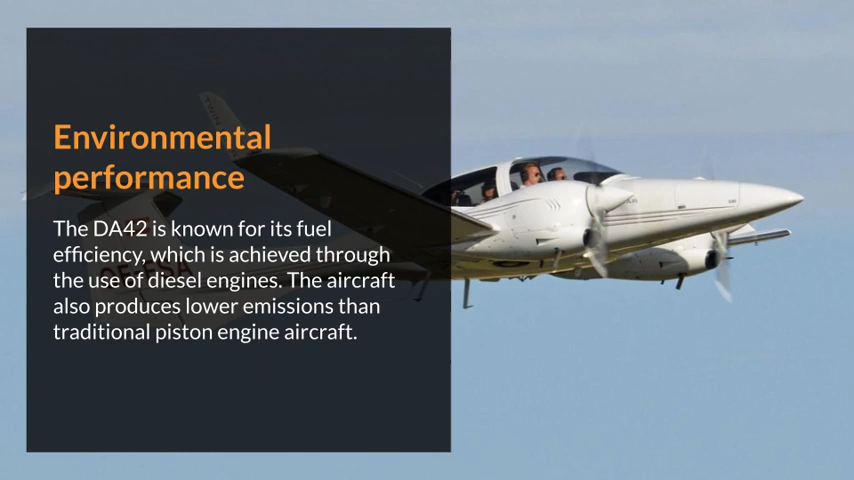 Environmental
performance
The DA42 is known for its fuel
efficiency, which is achieved through
the use of diesel engines. The aircraft
also produces lower emissions than
traditional piston engine aircraft.